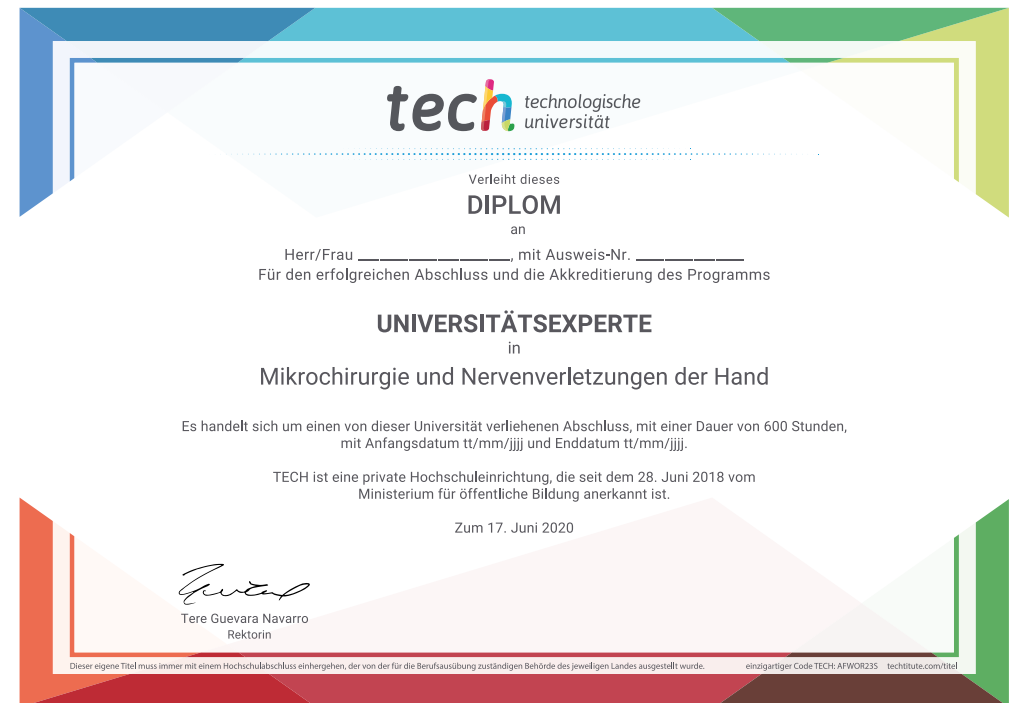 tech technologische
universität
Verleiht dieses
DIPLOM
an
Herr/Frau ________________, mit Ausweis-Nr. ____________
Für den erfolgreichen Abschluss und die Akkreditierung des Programms
UNIVERSITÄTSEXPERTE
in
Mikrochirurgie und Nervenverletzungen der Hand
Es handelt sich um einen von dieser Universität verliehenen Abschluss, mit einer Dauer von 600 Stunden,
mit Anfangsdatum tt/mm/jjjj und Enddatum tt/mm/jjjj.
TECH ist eine private Hochschuleinrichtung, die seit dem 28. Juni 2018 vom
Ministerium für öffentliche Bildung anerkannt ist.
Zum 17. Juni 2020
Tere Guevara Navarro
Rektorin
Dieser eigene Titel muss immer mit einem Hochschulabschluss einhergehen, der von der für die Berufsausübung zuständigen Behörde des jeweiligen Landes ausgestellt wurde. einzigartiger Code TECH: AFWOR23S techtitute.com/titel